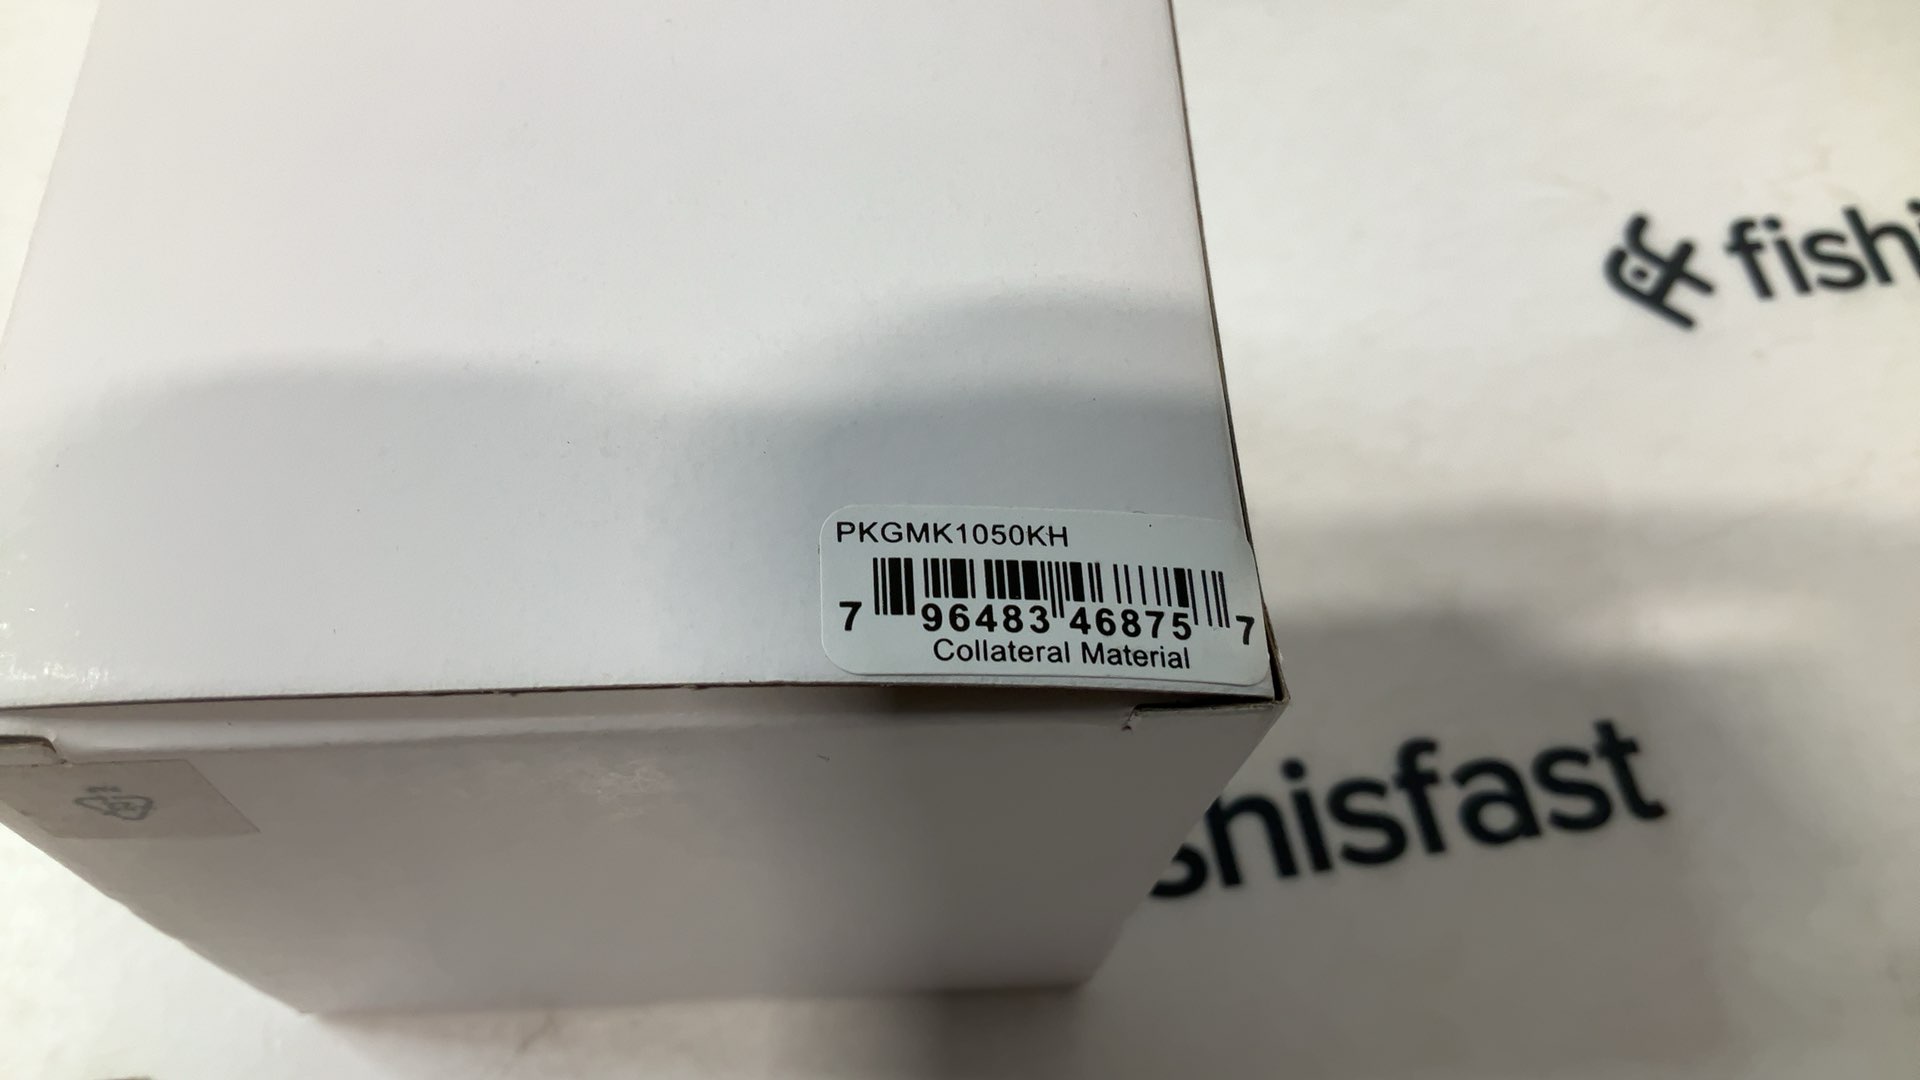 PKGMK1050KH
7 96483 46875 7
Collateral Material
fishi
shisfast